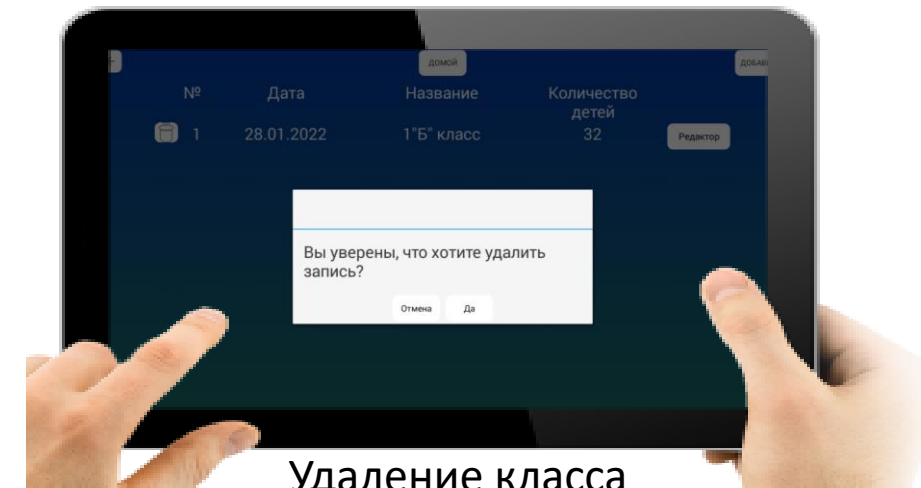 ДОМОЙ
№ Дата Название Количество детей
1 28.01.2022 1"Б" класс 32 Редактор
Вы уверены, что хотите удалить
запись?
Отмена Да
Удаление класса